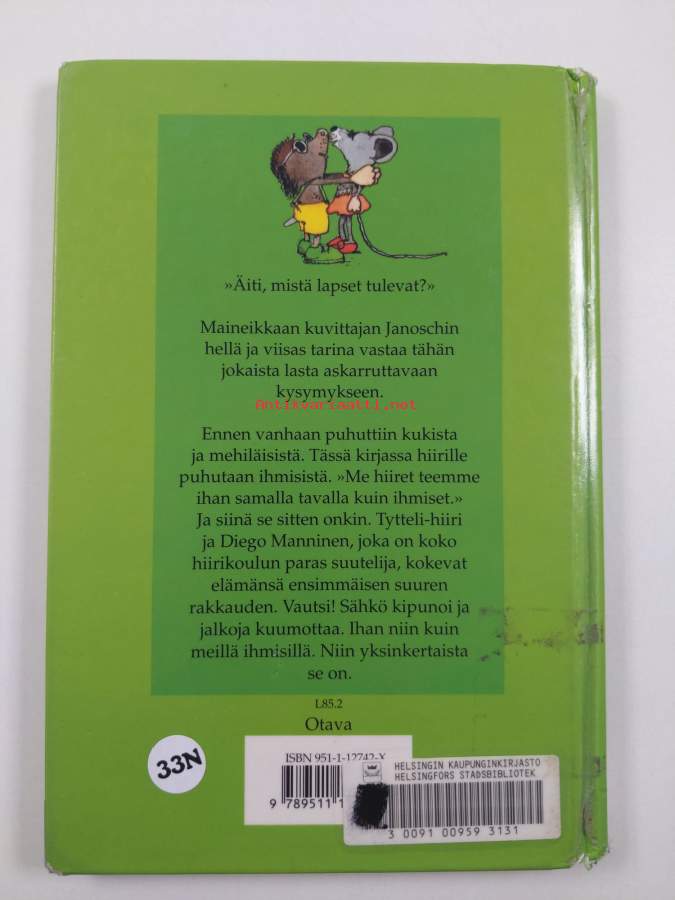 »Äiti, mistä lapset tulevat?»
Maineikkaan kuvittajan Janoschin
hellä ja viisas tarina vastaa tähän
jokaista lasta askarruttavaan
kysymykseen.
Antikvariaatti.net
Ennen vanhaan puhuttiin kukista
ja mehiläisistä. Tässä kirjassa hiirille
puhutaan ihmisistä. »Me hiiret teemme
ihan samalla tavalla kuin ihmiset.»
Ja siinä se sitten onkin. Tytteli-hiiri
ja Diego Manninen, joka on koko
hiirikoulun paras suutelija, kokevat
elämänsä ensimmäisen suuren
rakkauden. Vautsi! Sähkö kipunoi ja
jalkoja kuumottaa. Ihan niin kuin
meillä ihmisillä. Niin yksinkertaista
se on.
L85.2
Otava
33N
ISBN 951-1-12742-X
9 789511 1
HELSINGIN KAUPUNGINKIRJASTO
HELSINGFORS STADSBIBLIOTEK
3 0091 00959 3131